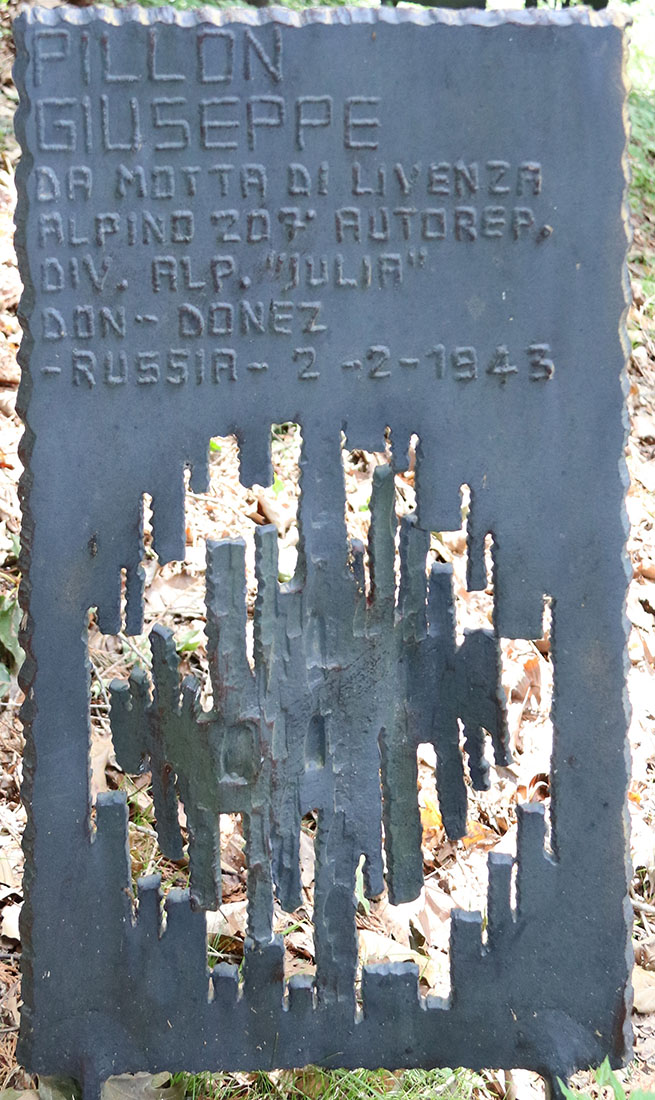 PILLON
GIUSEPPE
DA MOTTA DI LIVENZA
ALPINO 207° AUTOREP.
DIV. ALP. "JULIA"
DON - DONEZ
- RUSSIA - 2 - 2 - 1943